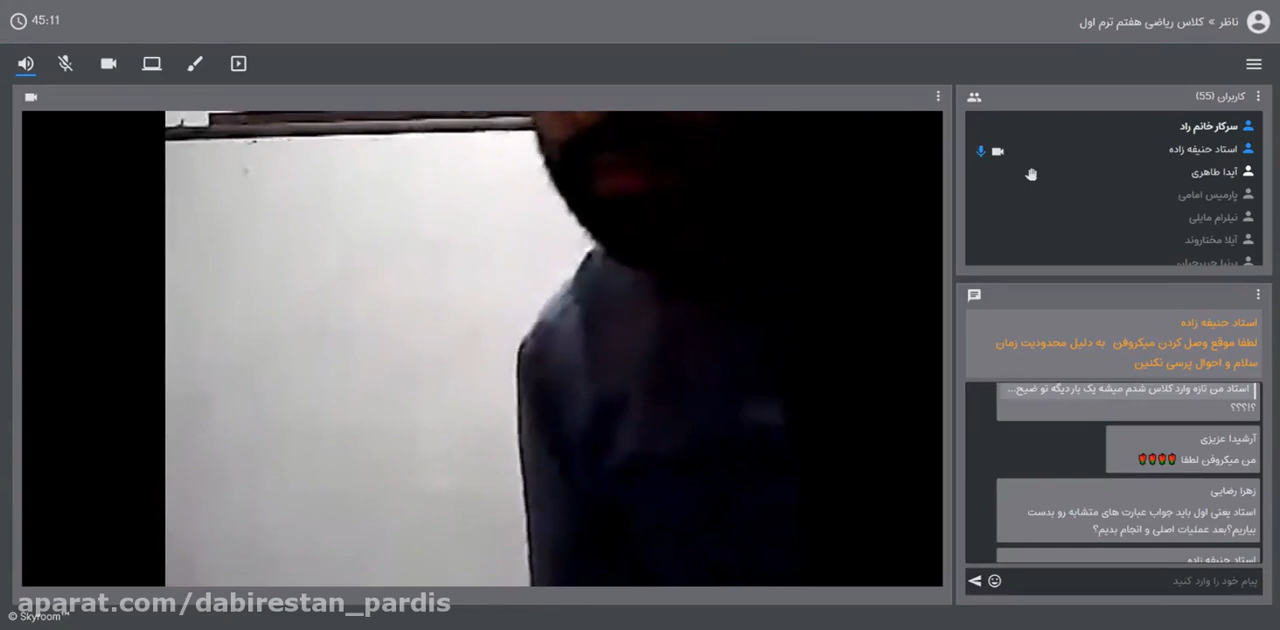 45:11
ناظر » کلاس ریاضی هفتم ترم اول
کاربران (55)
سرکار خانم راد
استاد حنیفه زاده
آیدا طاهری
پارمیس امامی
نیلرام مایلی
آیلا مختاروند
استاد حنیفه زاده
لطفا موقع وصل کردن میکروفن به دلیل محدودیت زمان
سلام و احوال پرسی نکنین
استاد من تازه وارد کلاس شدم میشه یک بار دیگه تو ضیح...
؟!؟؟؟
آرشیدا عزیزی
من میکروفن لطفا 🌷🌷🌷🌷
زهرا رضایی
استاد یعنی اول باید جواب عبارت های متشابه رو بدست
بیاریم؟بعد عملیات اصلی و انجام بدیم؟
استاد حنیفه زاده
پیام خود را وارد کنید
aparat.com/dabirestan_pardis
© Skyroom™